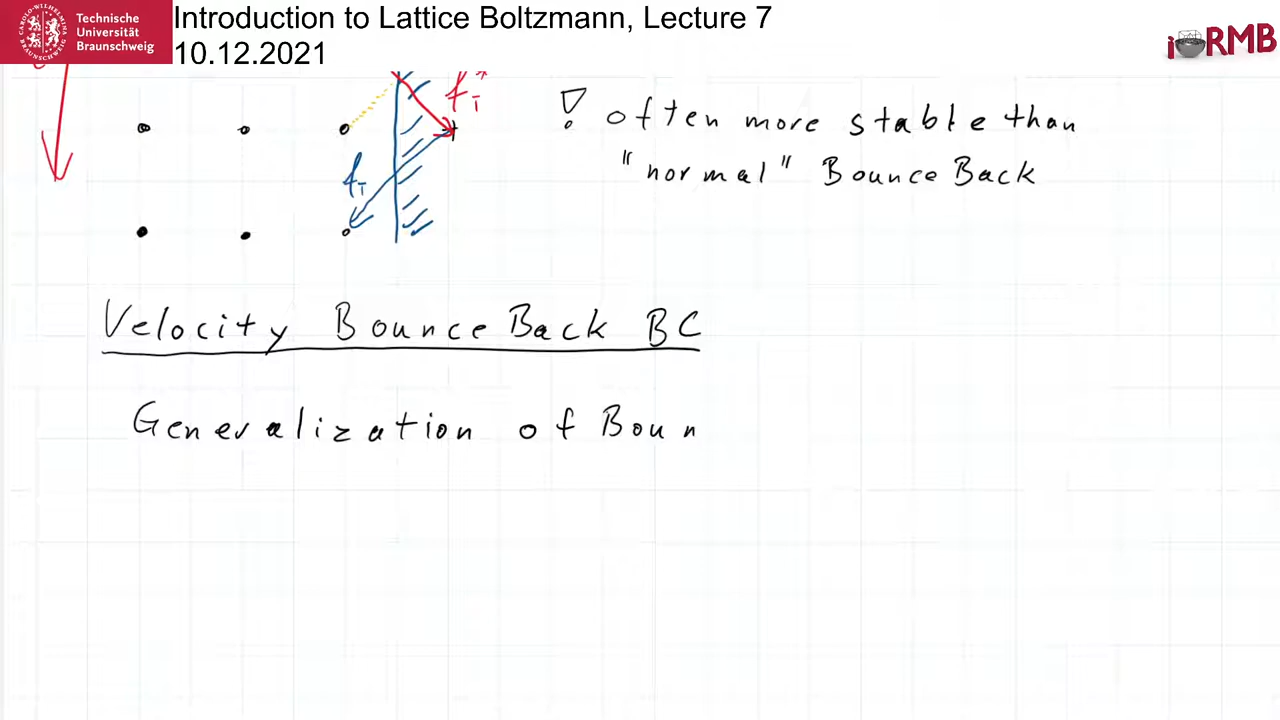 Technische
Universität
Braunschweig
Introduction to Lattice Boltzmann, Lecture 7
10.12.2021
iRMB
! often more stable than
"normal" Bounce Back
Velocity Bounce Back BC
Generalization of Boun